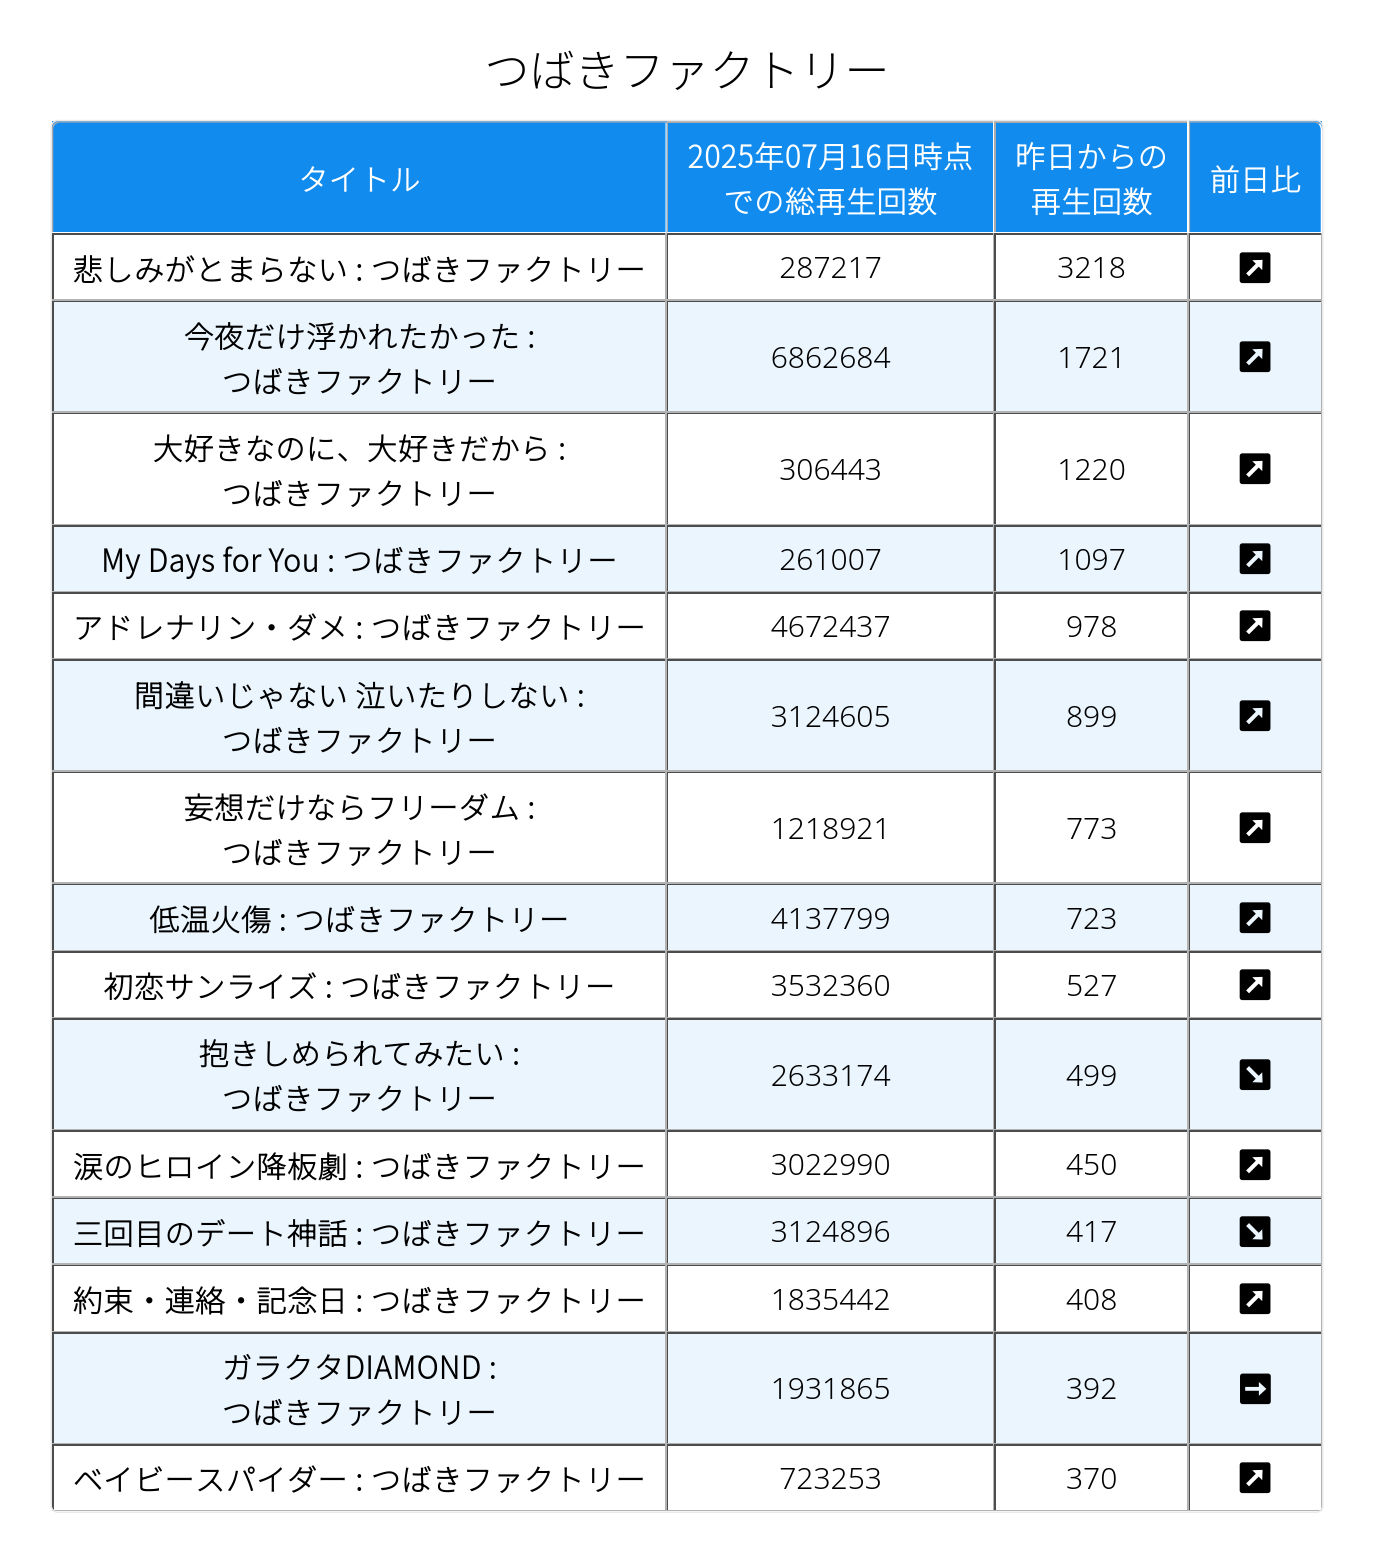 つばきファクトリー
タイトル
2025年07月16日時点
での総再生回数
昨日からの
再生回数
前日比
悲しみがとまらない : つばきファクトリー
287217
3218
今夜だけ浮かれたかった :
つばきファクトリー
6862684
1721
大好きなのに、大好きだから :
つばきファクトリー
306443
1220
My Days for You : つばきファクトリー
261007
1097
アドレナリン・ダメ : つばきファクトリー
4672437
978
間違いじゃない 泣いたりしない :
つばきファクトリー
3124605
899
妄想だけならフリーダム :
つばきファクトリー
1218921
773
低温火傷 : つばきファクトリー
4137799
723
初恋サンライズ : つばきファクトリー
3532360
527
抱きしめられてみたい :
つばきファクトリー
2633174
499
涙のヒロイン降板劇 : つばきファクトリー
3022990
450
三回目のデート神話 : つばきファクトリー
3124896
417
約束・連絡・記念日 : つばきファクトリー
1835442
408
ガラクタDIAMOND :
つばきファクトリー
1931865
392
ベイビースパイダー : つばきファクトリー
723253
370